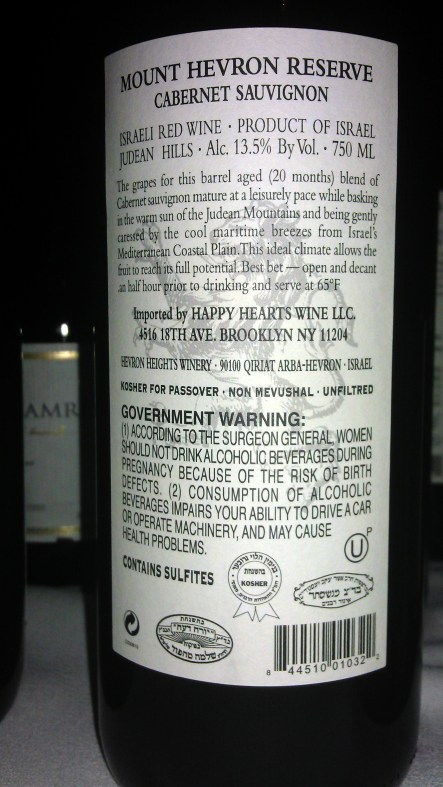 MOUNT HEVRON RESERVE
CABERNET SAUVIGNON
ISRAELI RED WINE · PRODUCT OF ISRAEL
JUDEAN HILLS · Alc. 13.5% By Vol. · 750 ML
The grapes for this barrel aged (20 months) blend of
Cabernet sauvignon mature at a leisurely pace while basking
in the warm sun of the Judean Mountains and being gently
caressed by the cool maritime breezes from Israel's
Mediterranean Coastal Plain. This ideal climate allows the
fruit to reach its full potential. Best bet — open and decant
an half hour prior to drinking and serve at 65°F
Imported by HAPPY HEARTS WINE LLC.
4516 18TH AVE. BROOKLYN NY 11204
HEVRON HEIGHTS WINERY · 90100 QIRIAT ARBA-HEVRON · ISRAEL
KOSHER FOR PASSOVER · NON MEVUSHAL · UNFILTRED
GOVERNMENT WARNING:
(1) ACCORDING TO THE SURGEON GENERAL, WOMEN
SHOULD NOT DRINK ALCOHOLIC BEVERAGES DURING
PREGNANCY BECAUSE OF THE RISK OF BIRTH
DEFECTS. (2) CONSUMPTION OF ALCOHOLIC
BEVERAGES IMPAIRS YOUR ABILITY TO DRIVE A CAR
OR OPERATE MACHINERY, AND MAY CAUSE
HEALTH PROBLEMS.
U P
CONTAINS SULFITES
בהשגחת
KOSHER
בהשגחת
"יורה דעה"
שלמה מחפוד
8 44510 01032 2
AMR